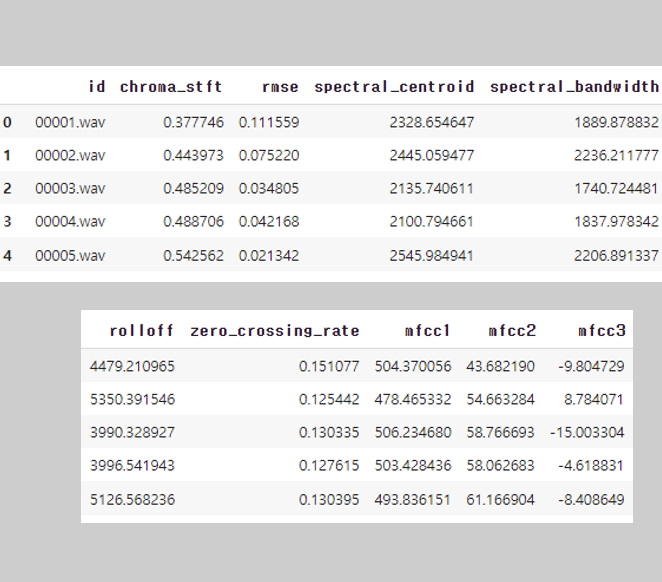 id chroma_stft rmse spectral_centroid spectral_bandwidth
0 00001.wav 0.377746 0.111559 2328.654647 1889.878832
1 00002.wav 0.443973 0.075220 2445.059477 2236.211777
2 00003.wav 0.485209 0.034805 2135.740611 1740.724481
3 00004.wav 0.488706 0.042168 2100.794661 1837.978342
4 00005.wav 0.542562 0.021342 2545.984941 2206.891337
rolloff zero_crossing_rate mfcc1 mfcc2 mfcc3
4479.210965 0.151077 504.370056 43.682190 -9.804729
5350.391546 0.125442 478.465332 54.663284 8.784071
3990.328927 0.130335 506.234680 58.766693 -15.003304
3996.541943 0.127615 503.428436 58.062683 -4.618831
5126.568236 0.130395 493.836151 61.166904 -8.408649